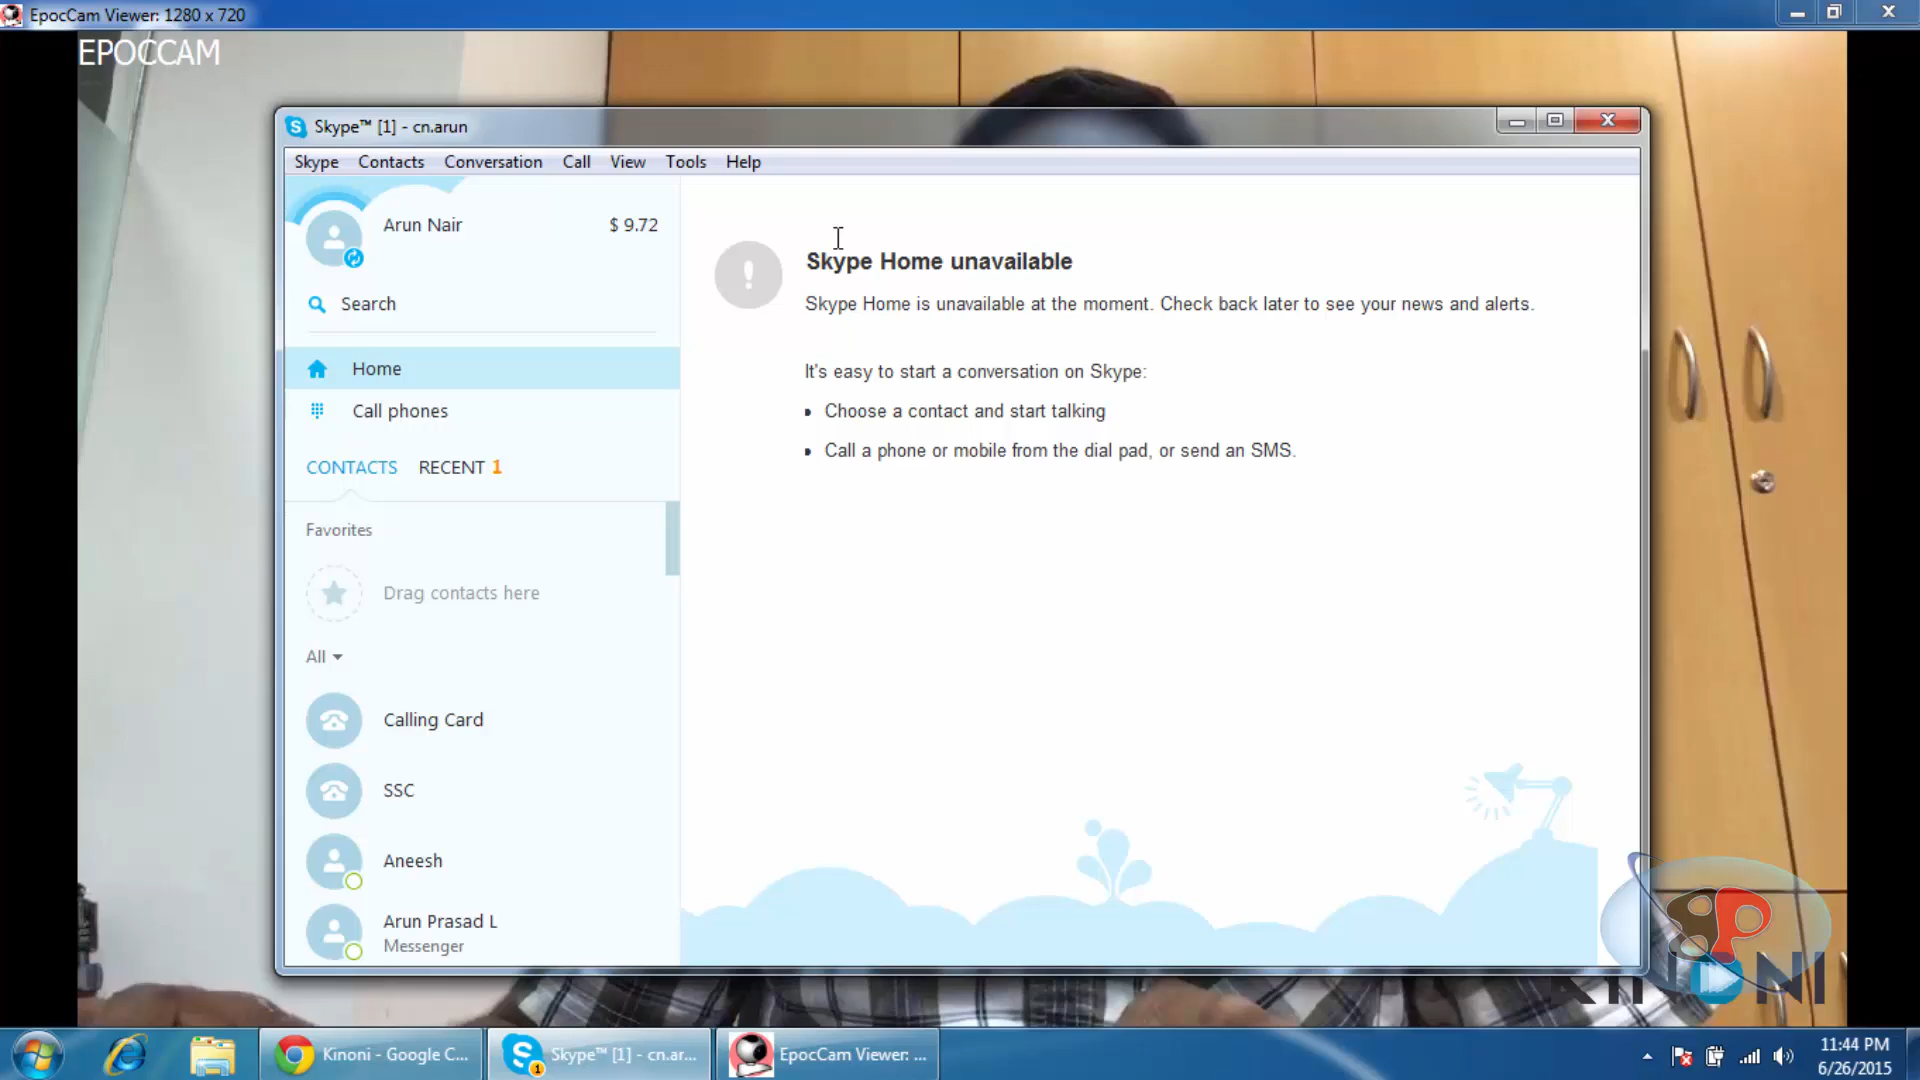 EpocCam Viewer: 1280 x 720
EPOCCAM
Skype™ [1] - cn.arun
Skype Contacts Conversation Call View Tools Help
Arun Nair $ 9.72
Search
Home
Call phones
CONTACTS RECENT 1
Favorites
Drag contacts here
All
Calling Card
SSC
Aneesh
Arun Prasad L
Messenger
Skype Home unavailable
Skype Home is unavailable at the moment. Check back later to see your news and alerts.
It's easy to start a conversation on Skype:
Choose a contact and start talking
Call a phone or mobile from the dial pad, or send an SMS.
KINONI
Kinoni - Google C...
Skype™ [1] - cn.ar...
1
EpocCam Viewer: ...
11:44 PM
6/26/2015